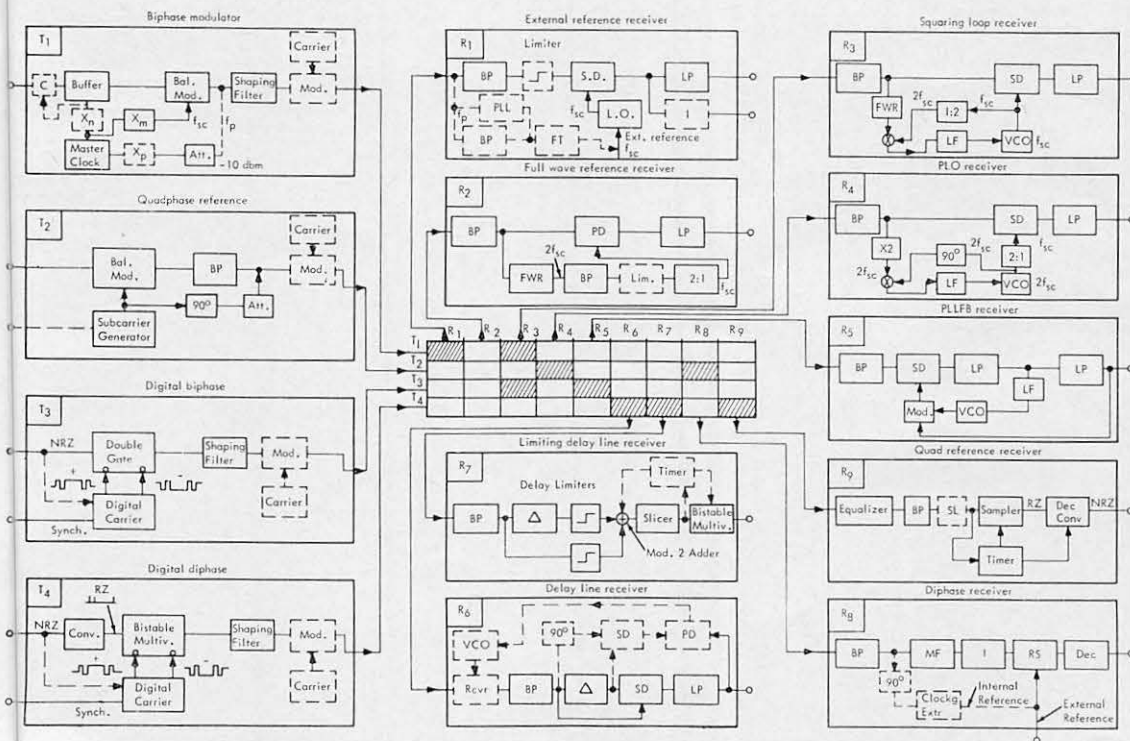 Biphase modulator
T1
C
Buffer
Bal.
Mod.
Shaping
Filter
Carrier
Mod.
Xn
Xm
fsc
fp
Master
Clock
Xp
Att.
-10 dbm
Quadphase reference
T2
Bal.
Mod.
BP
Carrier
Mod.
90°
Att.
Subcarrier
Generator
Digital biphase
T3
NRZ
Double
Gate
Shaping
Filter
Mod.
+
-
Digital
Carrier
Carrier
Synch.
Digital diphase
T4
RZ
NRZ
Conv.
Bistable
Multiv.
Shaping
Filter
Mod.
+
-
Digital
Carrier
Carrier
Synch.
External reference receiver
R1
Limiter
BP
S.D.
LP
fp
PLL
fsc
L.O.
I
BP
FT
Ext. reference
fsc
Full wave reference receiver
R2
BP
PD
LP
2fsc
FWR
BP
Lim.
2:1
fsc
R1 R2 R3 R4 R5 R6 R7 R8 R9
T1
T2
T3
T4
Limiting delay line receiver
R7
Timer
Delay Limiters
BP
Δ
Slicer
Bistable
Multiv.
Mod. 2 Adder
Delay line receiver
R6
VCO
90°
SD
PD
Rcvr
BP
Δ
SD
LP
Squaring loop receiver
R3
BP
SD
LP
FWR
2fsc
1:2
fsc
LF
VCO
fsc
PLO receiver
R4
BP
SD
LP
X2
90°
2fsc
fsc
2:1
2fsc
LF
VCO
2fsc
PLLFB receiver
R5
BP
SD
LP
LP
LF
Mod.
VCO
Quad reference receiver
R9
Equalizer
BP
SL
Sampler
RZ
Dec
Conv
NRZ
Timer
Diphase receiver
R8
BP
MF
I
RS
Dec
90°
Clockg
Extr
Internal
Reference
External
Reference